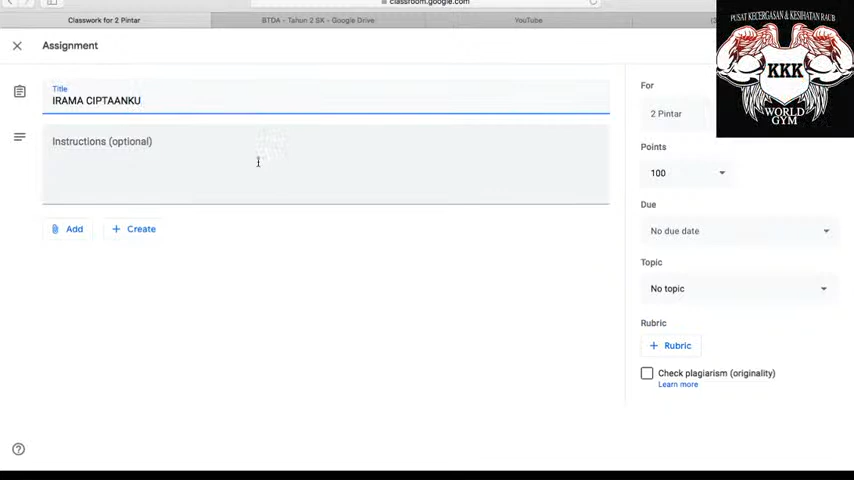 classroom.google.com
Classwork for 2 Pintar
BTDA - Tahun 2 SK - Google Drive
YouTube
Assignment
Title
IRAMA CIPTAANKU
Instructions (optional)
Add
Create
For
2 Pintar
Points
100
Due
No due date
Topic
No topic
Rubric
Rubric
Check plagiarism (originality)
Learn more
PUSAT KECERGASAN & KESIHATAN RAUB
KKK
WORLD
GYM